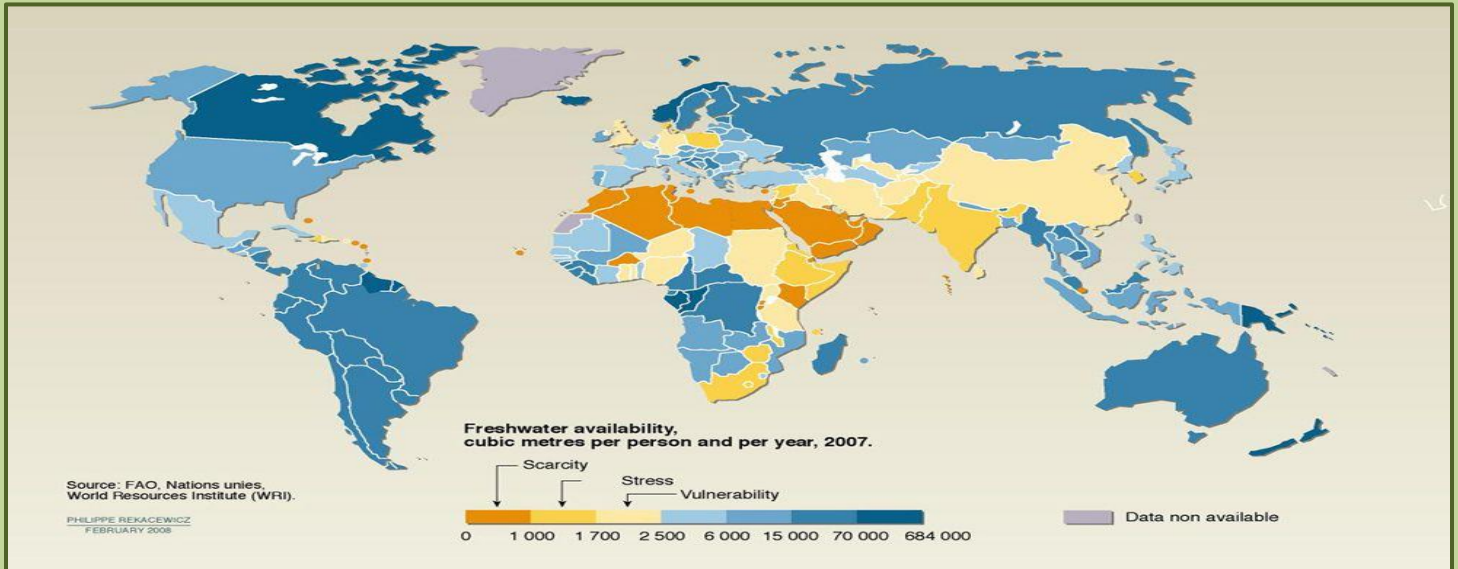 Freshwater availability,
cubic metres per person and per year, 2007.
Scarcity
Stress
Vulnerability
0 1 000 1 700 2 500 6 000 15 000 70 000 684 000
Data non available
Source: FAO, Nations unies,
World Resources Institute (WRI).
PHILIPPE REKACEWICZ
FEBRUARY 2008